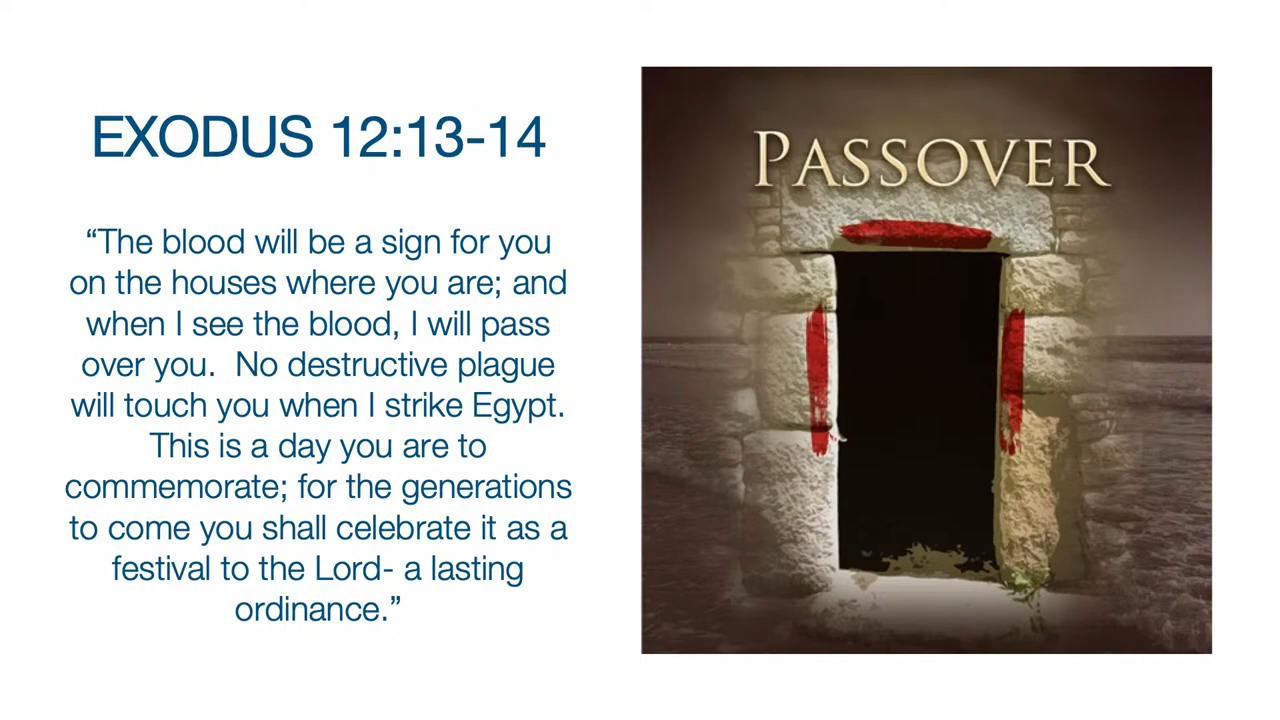 EXODUS 12:13-14
“The blood will be a sign for you
on the houses where you are; and
when I see the blood, I will pass
over you.  No destructive plague
will touch you when I strike Egypt.
This is a day you are to
commemorate; for the generations
to come you shall celebrate it as a
festival to the Lord- a lasting
ordinance.”
PASSOVER